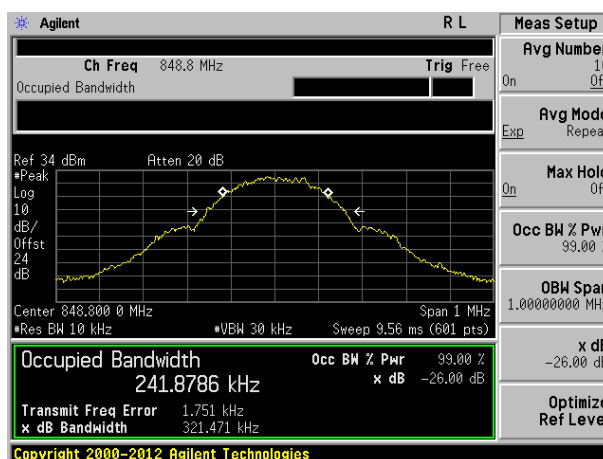 Agilent R L
Meas Setup
Ch Freq 848.8 MHz Trig Free
Occupied Bandwidth
Avg Number
10
On Off
Avg Mode
Exp Repeat
Max Hold
On Off
Occ BW % Pwr
99.00 %
OBW Span
1.00000000 MHz
x dB
-26.00 dB
Optimize
Ref Level
Ref 34 dBm Atten 20 dB
#Peak
Log
10
dB/
Offst
24
dB
Center 848.800 0 MHz Span 1 MHz
#Res BW 10 kHz #VBW 30 kHz Sweep 9.56 ms (601 pts)
Occupied Bandwidth Occ BW % Pwr 99.00 %
241.8786 kHz x dB -26.00 dB
Transmit Freq Error 1.751 kHz
x dB Bandwidth 321.471 kHz
Copyright 2000-2012 Agilent Technologies